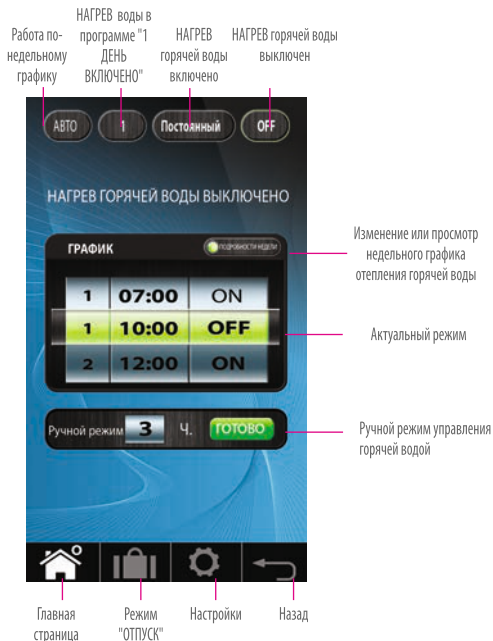 Работа по-
недельному
графику
НАГРЕВ воды в
программе "1
ДЕНЬ
ВКЛЮЧЕНО"
НАГРЕВ
горячей воды
включено
НАГРЕВ горячей воды
выключен
АВТО
1
Постоянный
OFF
НАГРЕВ ГОРЯЧЕЙ ВОДЫ ВЫКЛЮЧЕНО
ГРАФИК
ПОДРОБНОСТИ НЕДЕЛИ
1 07:00 ON
1 10:00 OFF
2 12:00 ON
Изменение или просмотр
недельного графика
отепления горячей воды
Актуальный режим
Ручной режим 3 Ч. ГОТОВО
Ручной режим управления
горячей водой
Главная
страница
Режим
"ОТПУСК"
Настройки
Назад